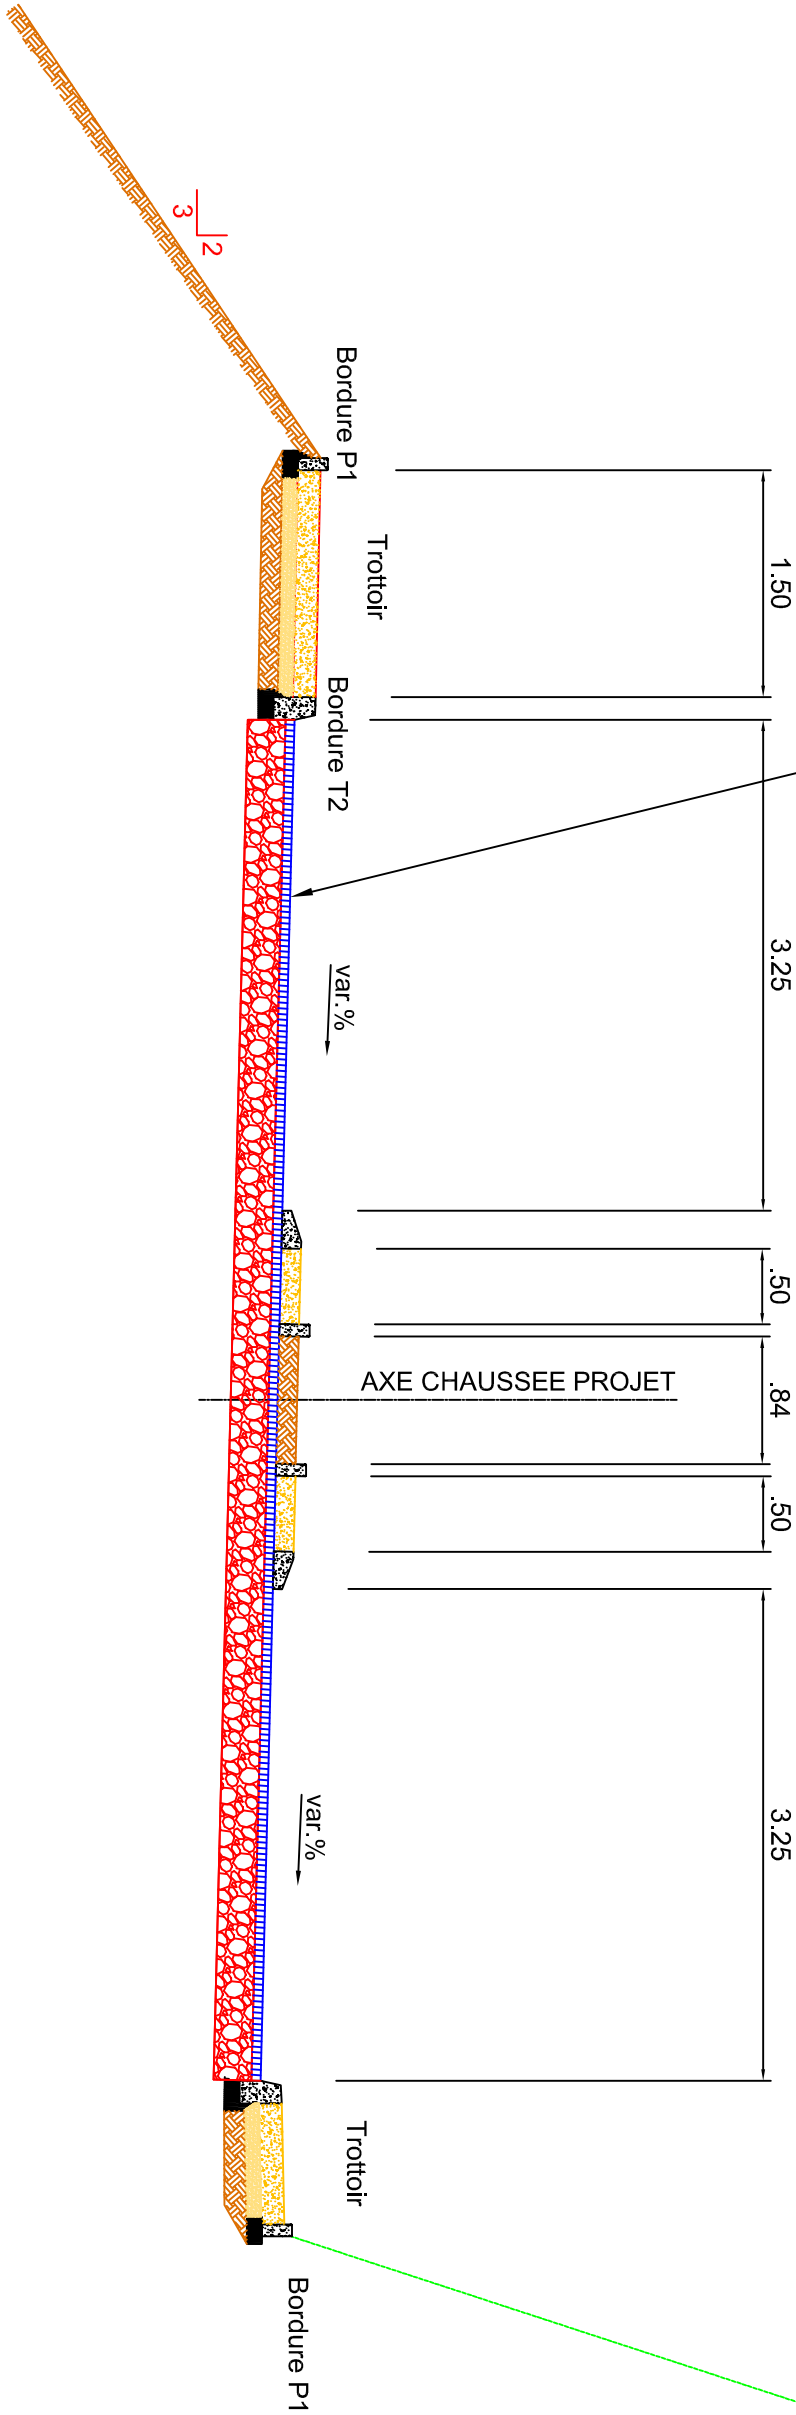 1.50
3.25
.50
.84
.50
3.25
2
3
Bordure P1
Trottoir
Bordure T2
var.%
AXE CHAUSSEE PROJET
var.%
Trottoir
Bordure P1